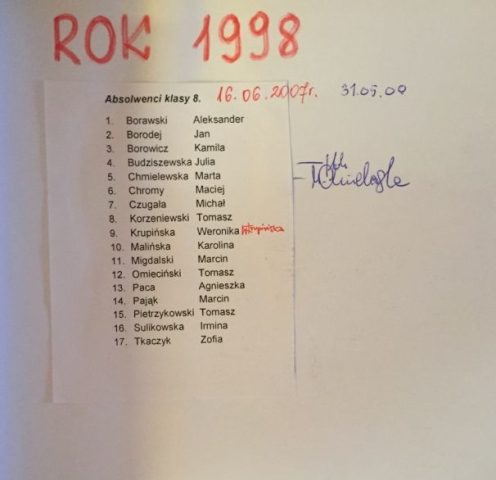 ROK 1998
Absolwenci klasy 8. 16.06.2007r. 31.05.09
1. Borawski Aleksander
2. Borodej Jan
3. Borowicz Kamila
4. Budziszewska Julia
5. Chmielewska Marta
6. Chromy Maciej
7. Czugała Michał
8. Korzeniewski Tomasz
9. Krupińska Weronika Krupińska
10. Malińska Karolina
11. Migdalski Marcin
12. Omieciński Tomasz
13. Paca Agnieszka
14. Pająk Marcin
15. Pietrzykowski Tomasz
16. Sulikowska Irmina
17. Tkaczyk Zofia